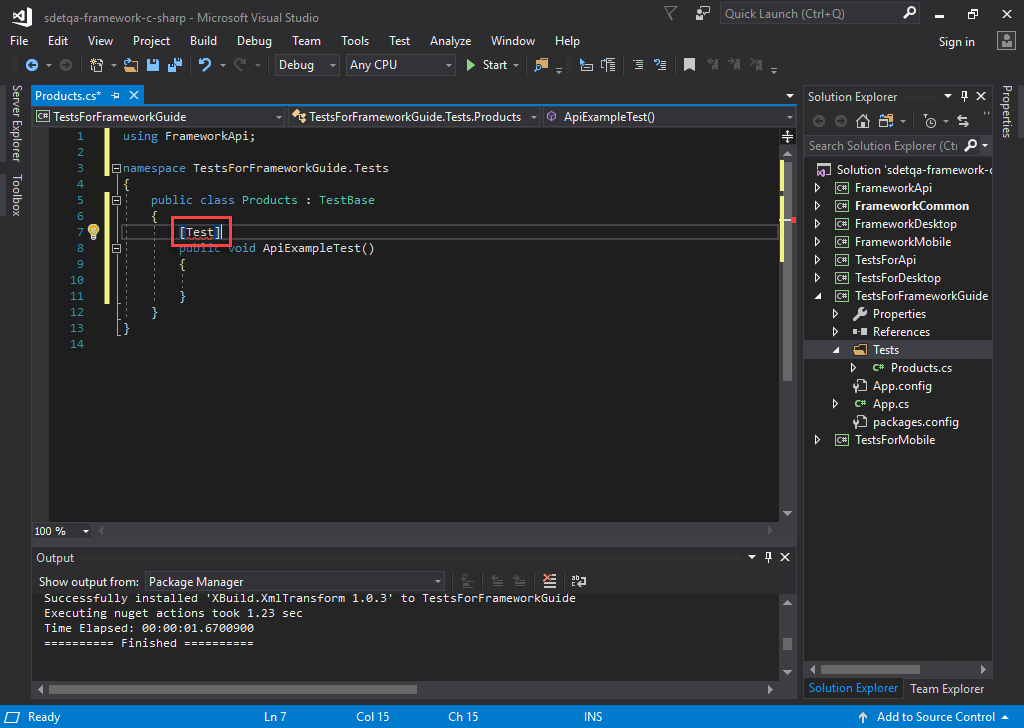 sdetqa-framework-c-sharp - Microsoft Visual Studio
Quick Launch (Ctrl+Q)
File Edit View Project Build Debug Team Tools Test Analyze Window Help
Sign in
Debug Any CPU Start
Server Explorer
Toolbox
Products.cs*
TestsForFrameworkGuide TestsForFrameworkGuide.Tests.Products ApiExampleTest()
1 using FrameworkApi;
2
3 namespace TestsForFrameworkGuide.Tests
4 {
5 public class Products : TestBase
6 {
7 [Test]
8 public void ApiExampleTest()
9 {
10
11 }
12 }
13 }
14
100 %
Output
Show output from: Package Manager
Successfully installed 'XBuild.XmlTransform 1.0.3' to TestsForFrameworkGuide
Executing nuget actions took 1.23 sec
Time Elapsed: 00:00:01.6700900
========== Finished ==========
Solution Explorer
Search Solution Explorer (Ctrl
Solution 'sdetqa-framework-c
C# FrameworkApi
C# FrameworkCommon
C# FrameworkDesktop
C# FrameworkMobile
C# TestsForApi
C# TestsForDesktop
C# TestsForFrameworkGuide
Properties
References
Tests
C# Products.cs
App.config
C# App.cs
packages.config
C# TestsForMobile
Solution Explorer Team Explorer
Properties
Ready Ln 7 Col 15 Ch 15 INS Add to Source Control